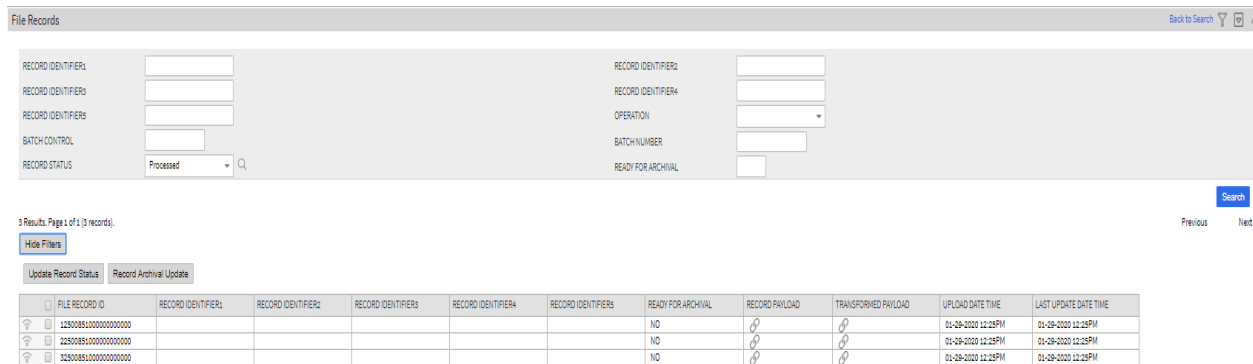 File Records Back to Search
RECORD IDENTIFIER1 RECORD IDENTIFIER2
RECORD IDENTIFIER3 RECORD IDENTIFIER4
RECORD IDENTIFIER5 OPERATION
BATCH CONTROL BATCH NUMBER
RECORD STATUS Processed READY FOR ARCHIVAL
Search
3 Results. Page 1 of 1 (3 records). Previous Next
Hide Filters
Update Record Status Record Archival Update
FILE RECORD ID RECORD IDENTIFIER1 RECORD IDENTIFIER2 RECORD IDENTIFIER3 RECORD IDENTIFIER4 RECORD IDENTIFIER5 READY FOR ARCHIVAL RECORD PAYLOAD TRANSFORMED PAYLOAD UPLOAD DATE TIME LAST UPDATE DATE TIME
12500851000000000000 NO 01-29-2020 12:25PM 01-29-2020 12:25PM
22500851000000000000 NO 01-29-2020 12:25PM 01-29-2020 12:25PM
32500851000000000000 NO 01-29-2020 12:25PM 01-29-2020 12:25PM